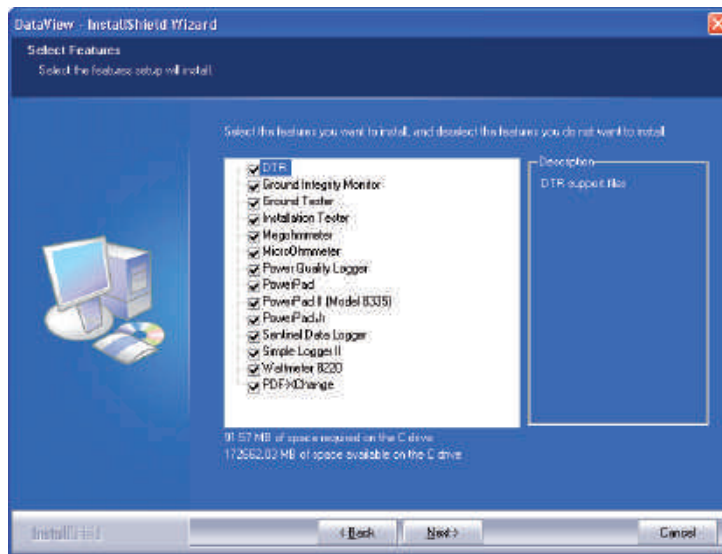 DataView - InstallShield Wizard
Select Features
Select the features setup will install.
Select the features you want to install, and deselect the features you do not want to install.
DTR
Ground Integrity Monitor
Ground Tester
Installation Tester
Megohmmeter
MicroOhmmeter
Power Quality Logger
PowerPad
PowerPad II (Model 8335)
PowerPadJr
Sentinel Data Logger
Simple Logger II
Wattmeter 8220
PDF-XChange
Description
DTR support files
91.57 MB of space required on the C drive
172662.03 MB of space available on the C drive
InstallShield
< Back
Next >
Cancel